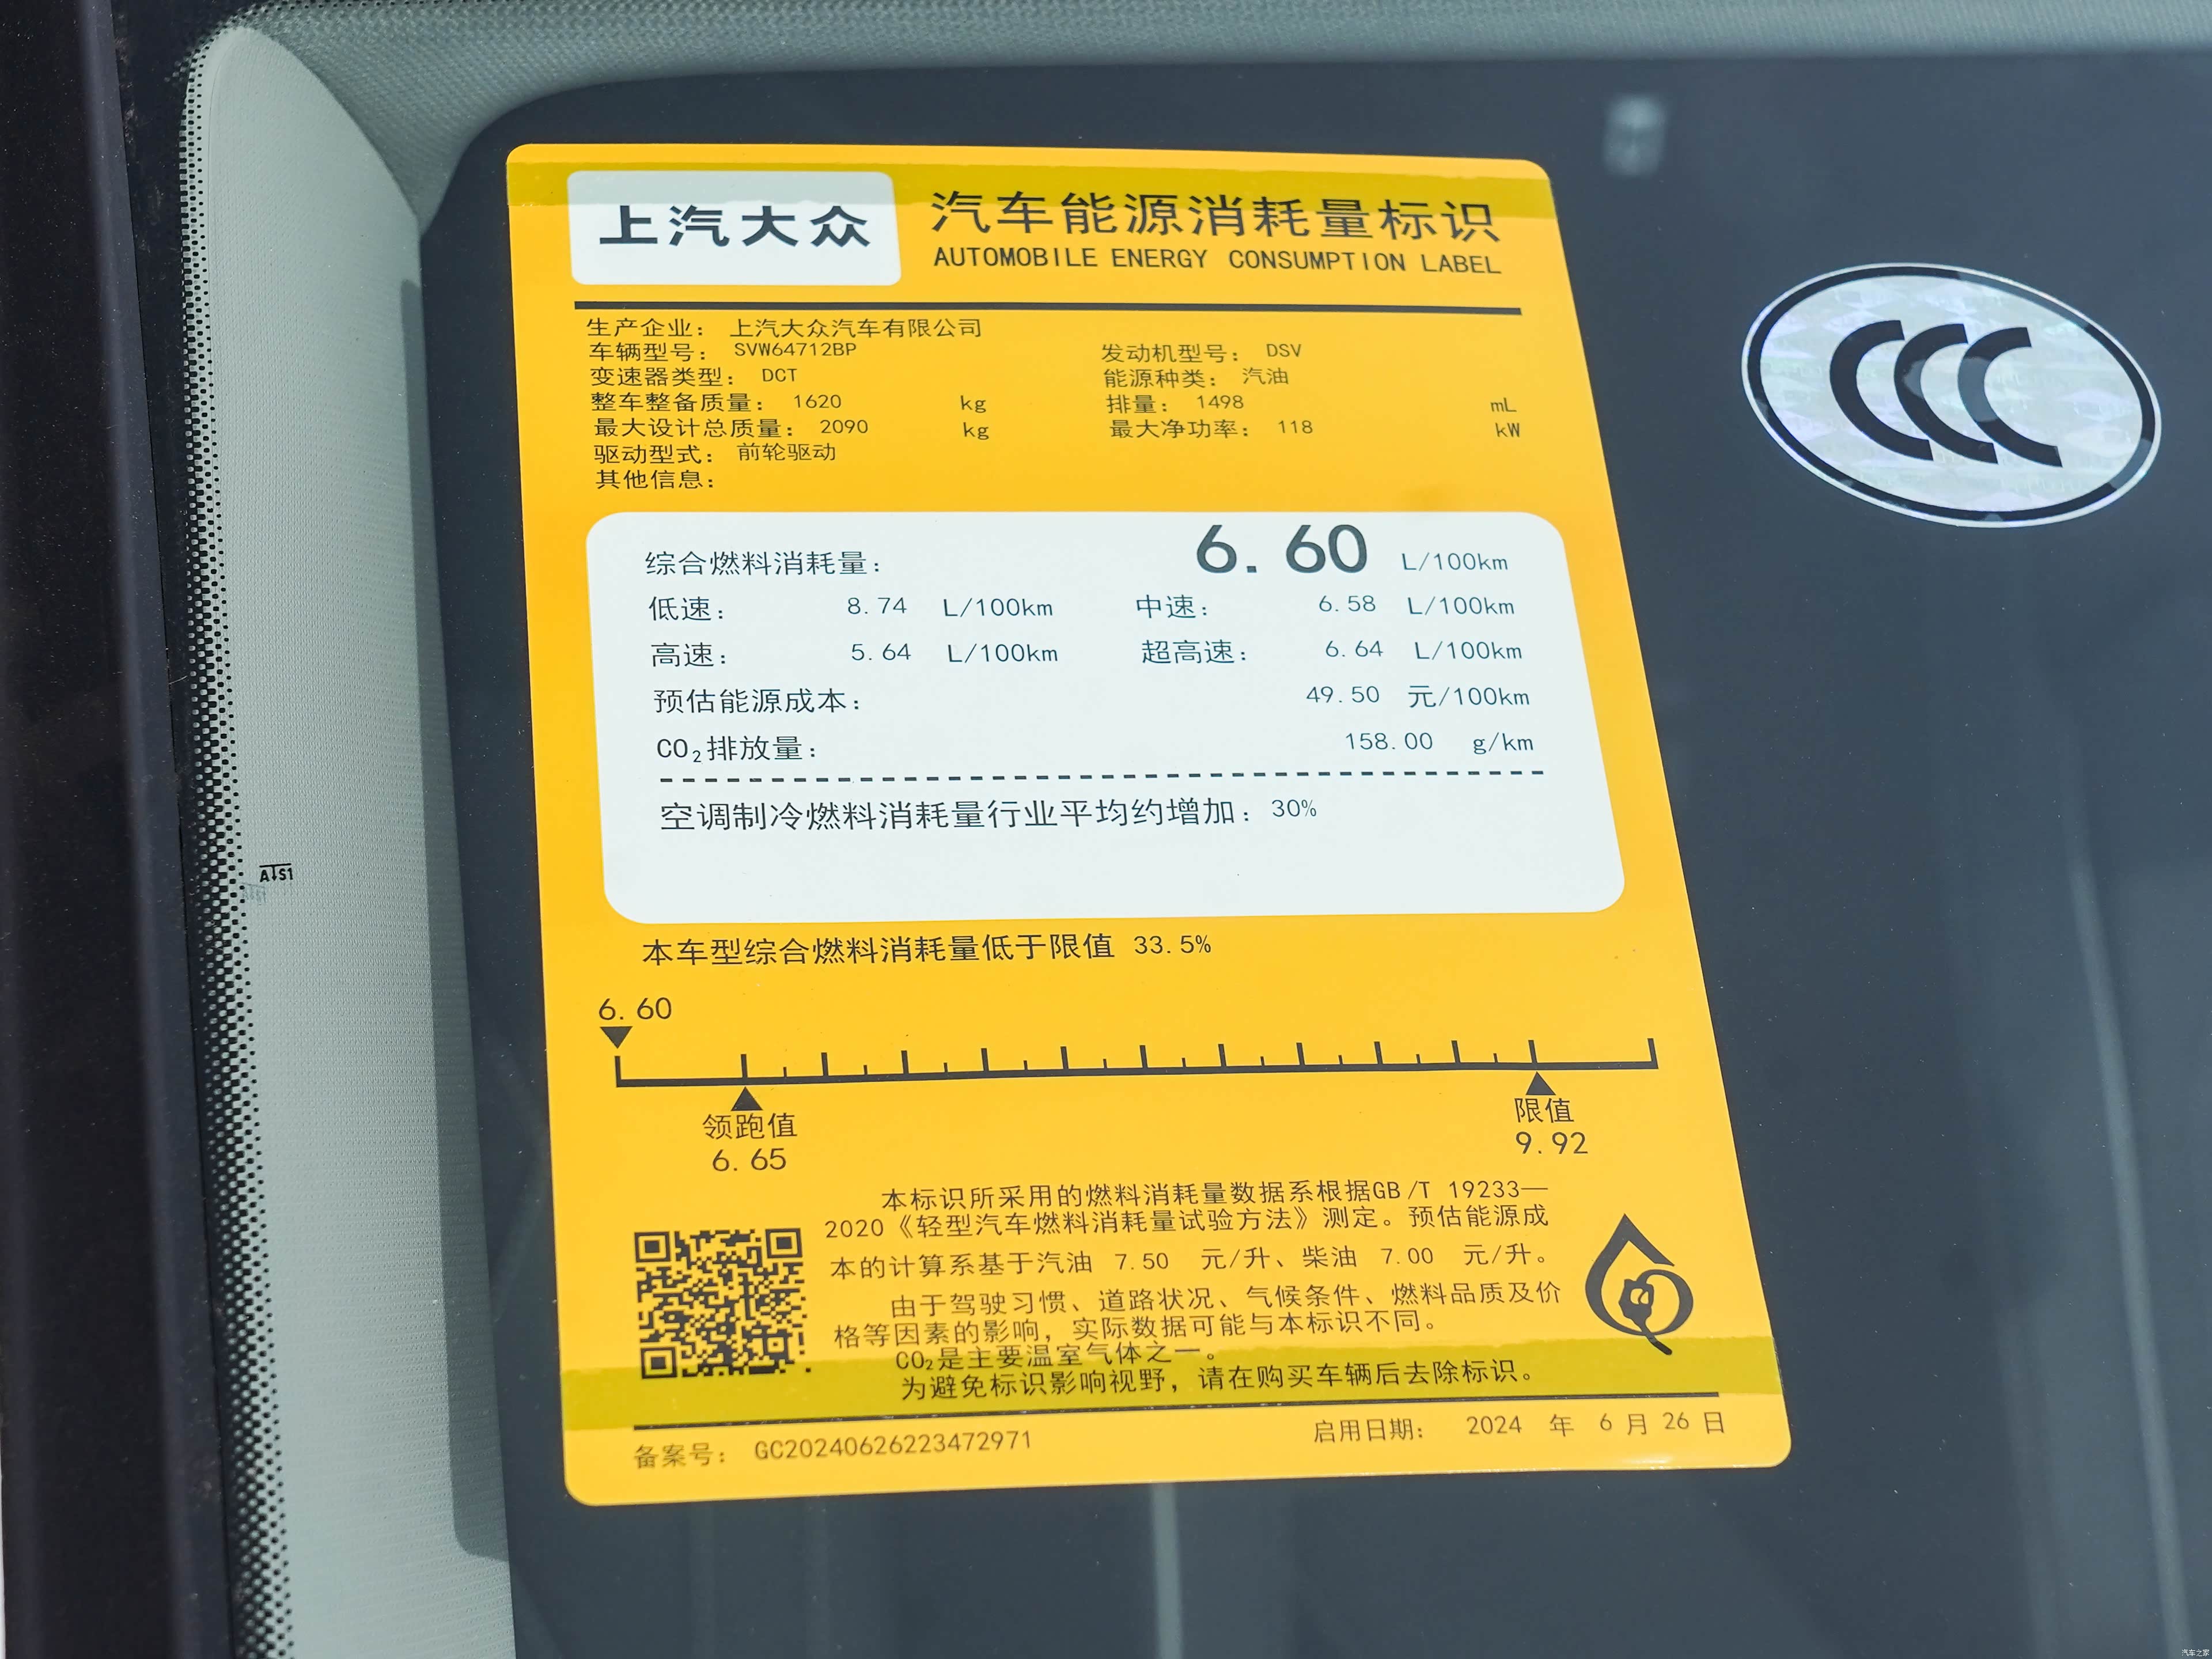 上汽大众
汽车能源消耗量标识
AUTOMOBILE ENERGY CONSUMPTION LABEL
生产企业： 上汽大众汽车有限公司
车辆型号： SVW64712BP 发动机型号： DSV
变速器类型： DCT 能源种类： 汽油
整车整备质量： 1620 kg 排量： 1498 mL
最大设计总质量： 2090 kg 最大净功率： 118 kW
驱动型式： 前轮驱动
其他信息：
综合燃料消耗量： 6.60 L/100km
低速： 8.74 L/100km 中速： 6.58 L/100km
高速： 5.64 L/100km 超高速： 6.64 L/100km
预估能源成本： 49.50 元/100km
CO₂排放量： 158.00 g/km
空调制冷燃料消耗量行业平均约增加：30%
本车型综合燃料消耗量低于限值 33.5%
6.60
领跑值 限值
6.65 9.92
本标识所采用的燃料消耗量数据系根据GB/T 19233—
2020《轻型汽车燃料消耗量试验方法》测定。预估能源成
本的计算系基于汽油 7.50 元/升、柴油 7.00 元/升。
由于驾驶习惯、道路状况、气候条件、燃料品质及价
格等因素的影响，实际数据可能与本标识不同。
CO₂是主要温室气体之一。
为避免标识影响视野，请在购买车辆后去除标识。
备案号： GC20240626223472971 启用日期： 2024 年 6 月 26 日
CCC
A↓S1
汽车之家